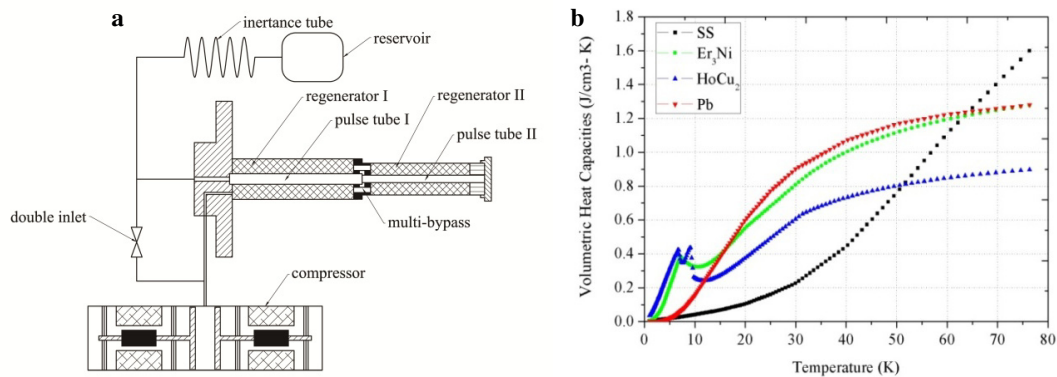 a
inertance tube
reservoir
regenerator I
regenerator II
pulse tube I
pulse tube II
multi-bypass
double inlet
compressor
b
SS
Er₃Ni
HoCu₂
Pb
Volumetric Heat Capacities (J/cm3- K)
1.8
1.6
1.4
1.2
1.0
0.8
0.6
0.4
0.2
0.0
0 10 20 30 40 50 60 70 80
Temperature (K)